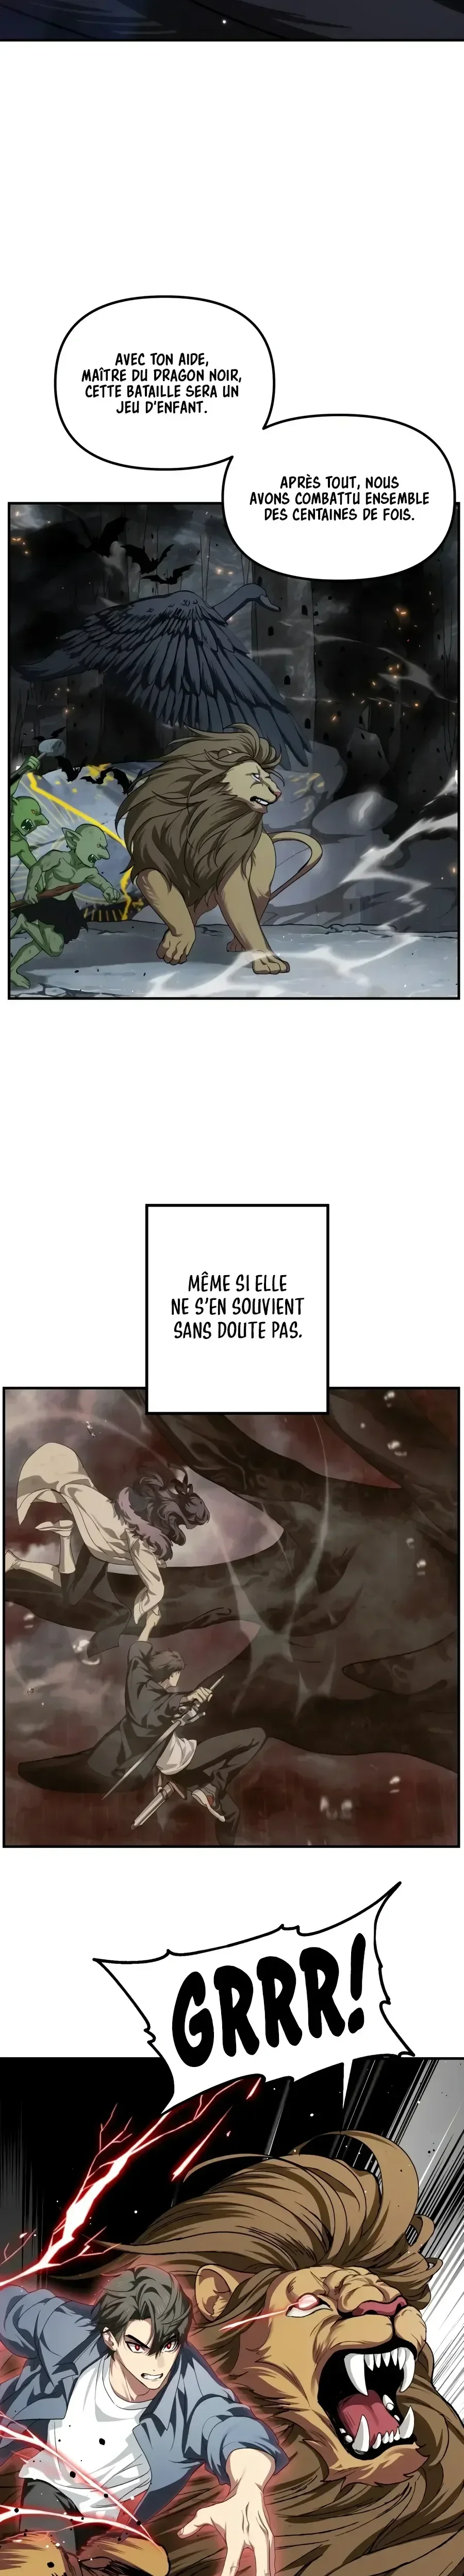 AVEC TON AIDE,
MAÎTRE DU DRAGON NOIR,
CETTE BATAILLE SERA UN
JEU D'ENFANT.
APRÈS TOUT, NOUS
AVONS COMBATTU ENSEMBLE
DES CENTAINES DE FOIS.
MÊME SI ELLE
NE S'EN SOUVIENT
SANS DOUTE PAS.
GRRR!